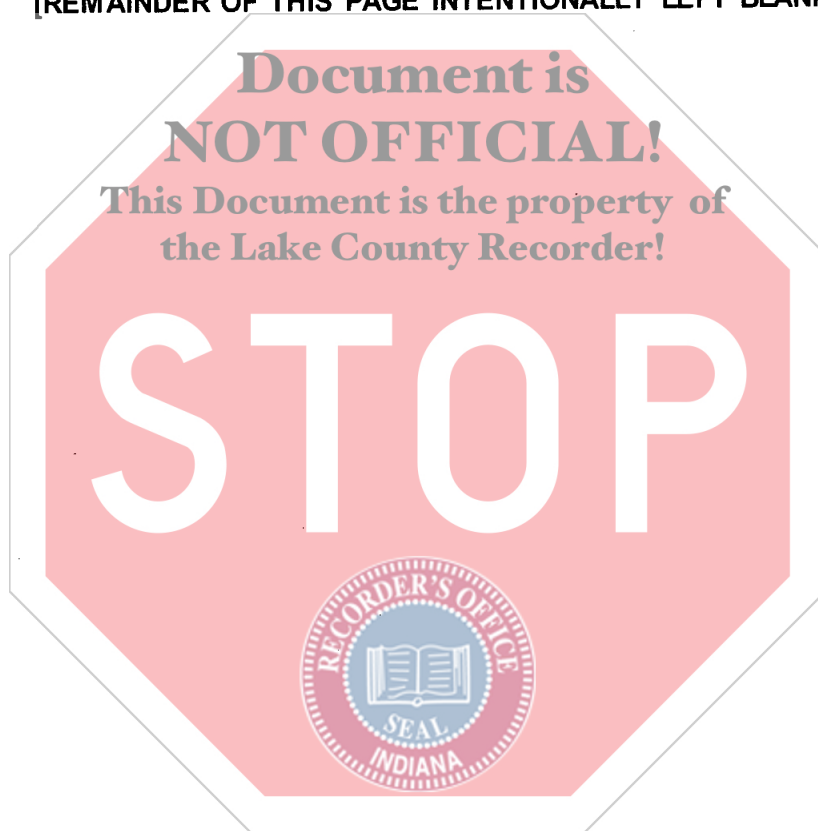 [REMAINDER OF THIS PAGE INTENTIONALLY LEFT BLANK
Document is
NOT OFFICIAL!
This Document is the property of
the Lake County Recorder!
STOP
RECORDER'S OFFICE
SEAL
INDIANA